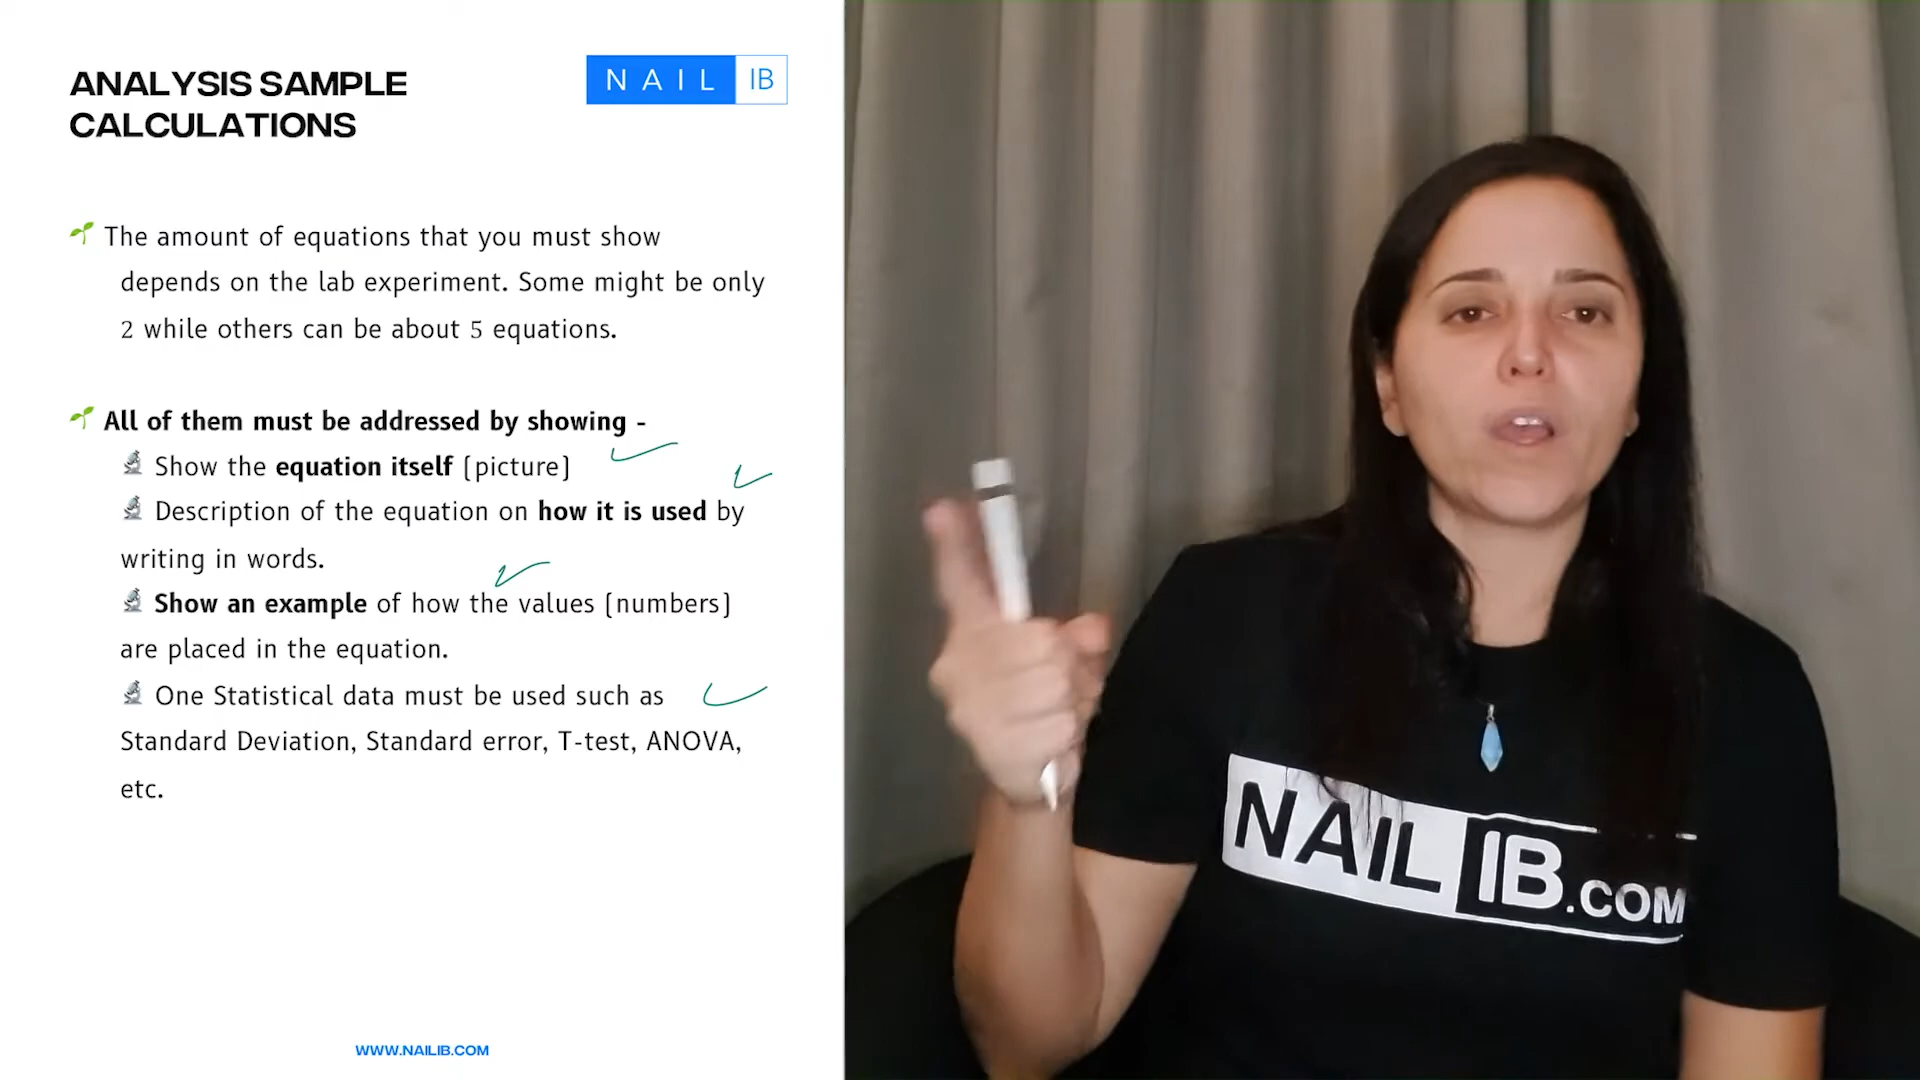 ANALYSIS SAMPLE
CALCULATIONS
NAIL IB
The amount of equations that you must show
depends on the lab experiment. Some might be only
2 while others can be about 5 equations.
All of them must be addressed by showing -
Show the equation itself (picture)
Description of the equation on how it is used by
writing in words.
Show an example of how the values (numbers)
are placed in the equation.
One Statistical data must be used such as
Standard Deviation, Standard error, T-test, ANOVA,
etc.
WWW.NAILIB.COM
NAIL IB.COM